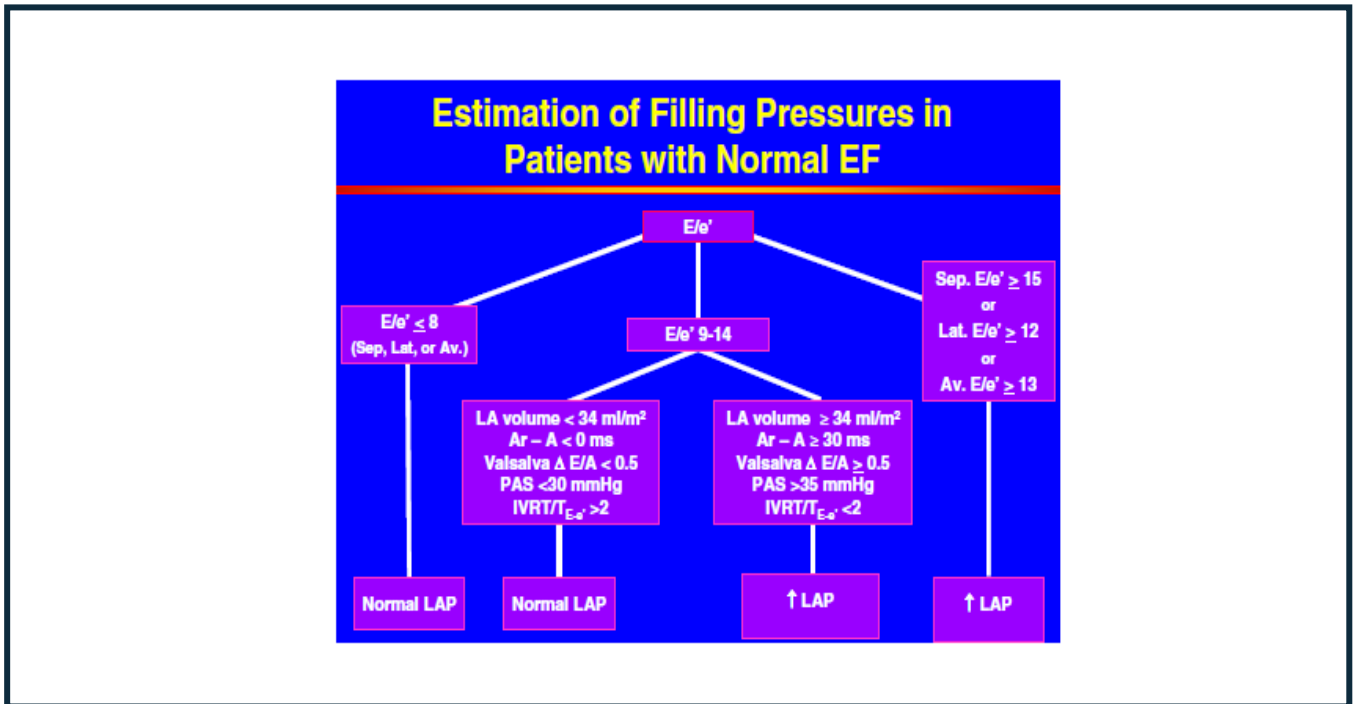 Estimation of Filling Pressures in
Patients with Normal EF
E/e'
E/e' ≤ 8
(Sep, Lat, or Av.)
E/e' 9-14
Sep. E/e' ≥ 15
or
Lat. E/e' ≥ 12
or
Av. E/e' ≥ 13
LA volume < 34 ml/m²
Ar – A < 0 ms
Valsalva Δ E/A < 0.5
PAS <30 mmHg
IVRT/T_E-e' >2
LA volume ≥ 34 ml/m²
Ar – A ≥ 30 ms
Valsalva Δ E/A ≥ 0.5
PAS >35 mmHg
IVRT/T_E-e' <2
Normal LAP
Normal LAP
↑ LAP
↑ LAP